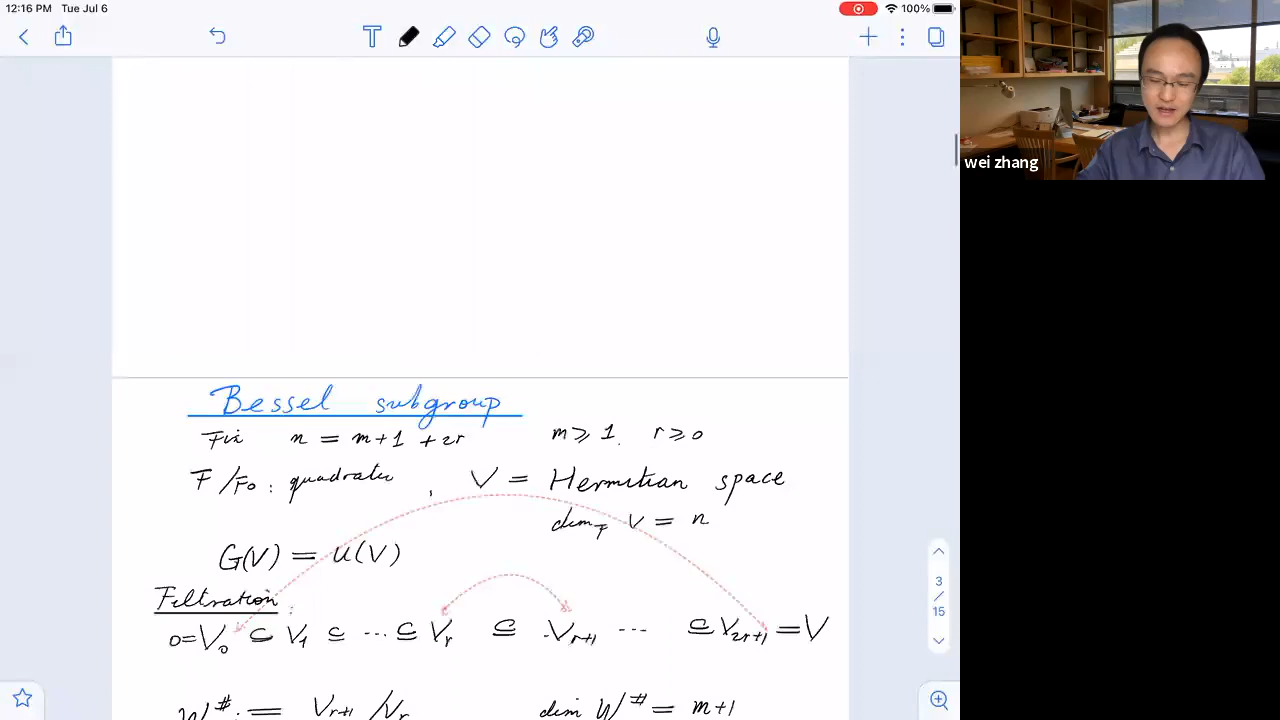 12:16 PM Tue Jul 6
100%
wei zhang
Bessel subgroup
Fix n = m+1 +2r m ≥ 1. r ≥ 0
F/F₀ : quadratic , V = Hermitian space
dim_F V = n
G(V) = U(V)
Filtration :
0 = V₀ ⊆ V₁ ⊆ ... ⊆ Vᵣ ⊆ Vᵣ₊₁ ... ⊆ V₂ᵣ₊₁ = V
W^# := Vᵣ₊₁ / Vᵣ dim W^# = m+1
3
/
15